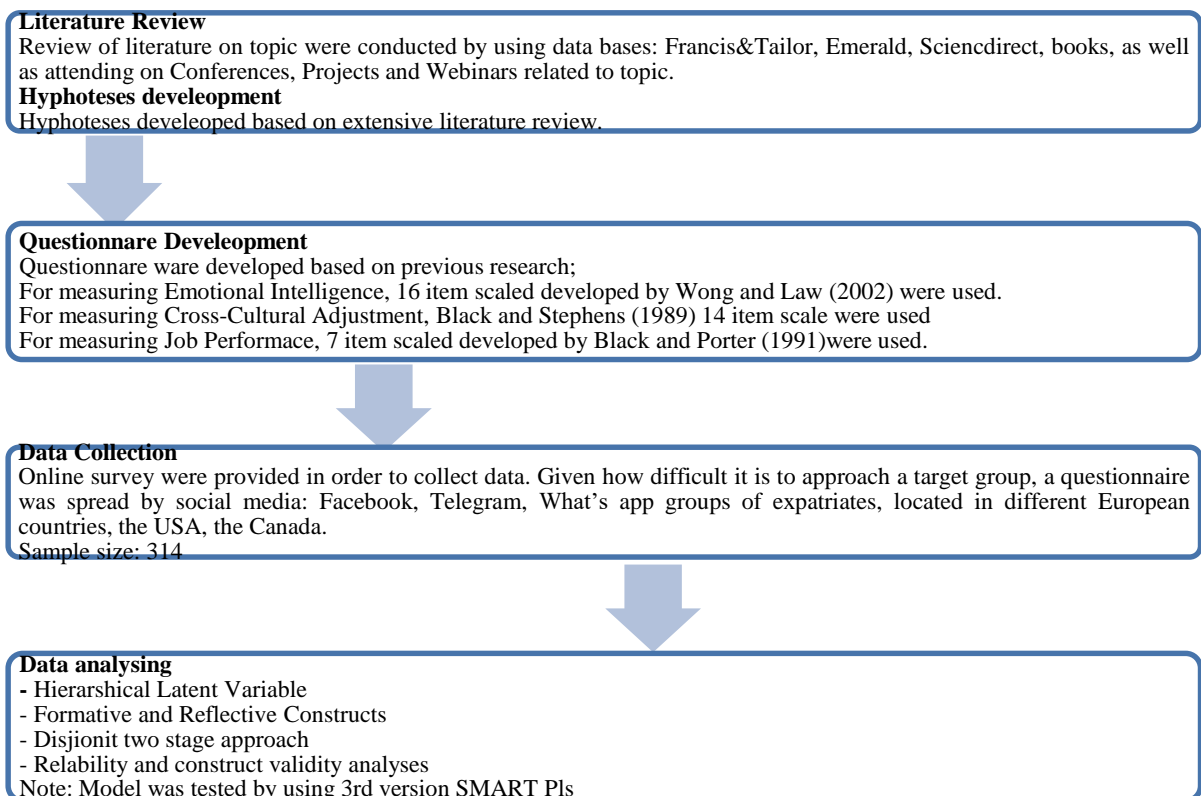 Literature Review
Review of literature on topic were conducted by using data bases: Francis&Tailor, Emerald, Sciencdirect, books, as well
as attending on Conferences, Projects and Webinars related to topic.
Hyphoteses develeopment
Hyphoteses develeoped based on extensive literature review.
Questionnare Develeopment
Questionnare ware developed based on previous research;
For measuring Emotional Intelligence, 16 item scaled developed by Wong and Law (2002) were used.
For measuring Cross-Cultural Adjustment, Black and Stephens (1989) 14 item scale were used
For measuring Job Performace, 7 item scaled developed by Black and Porter (1991)were used.
Data Collection
Online survey were provided in order to collect data. Given how difficult it is to approach a target group, a questionnaire
was spread by social media: Facebook, Telegram, What's app groups of expatriates, located in different European
countries, the USA, the Canada.
Sample size: 314
Data analysing
- Hierarshical Latent Variable
- Formative and Reflective Constructs
- Disjionit two stage approach
- Relability and construct validity analyses
Note: Model was tested by using 3rd version SMART Pls